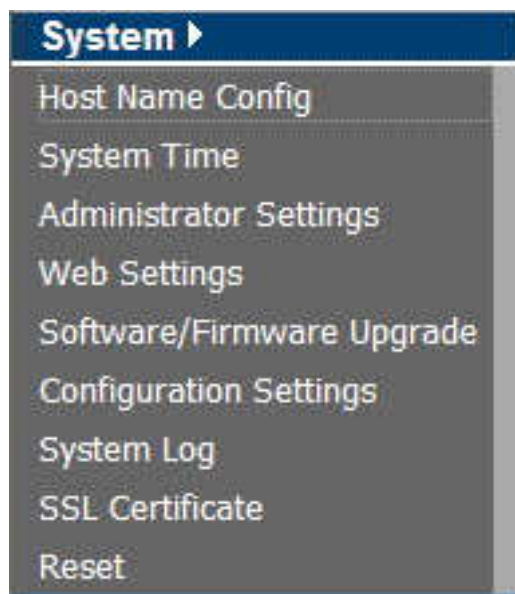 System
Host Name Config
System Time
Administrator Settings
Web Settings
Software/Firmware Upgrade
Configuration Settings
System Log
SSL Certificate
Reset